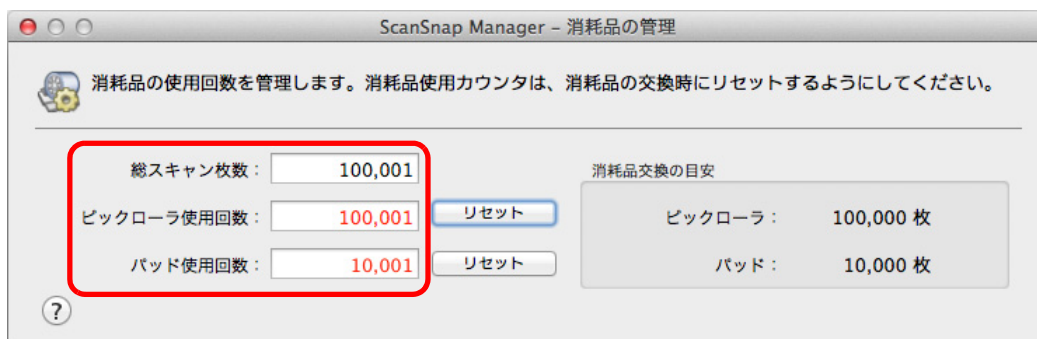 ScanSnap Manager – 消耗品の管理
消耗品の使用回数を管理します。消耗品使用カウンタは、消耗品の交換時にリセットするようにしてください。
総スキャン枚数： 100,001
ピックローラ使用回数： 100,001 リセット
パッド使用回数： 10,001 リセット
消耗品交換の目安
ピックローラ： 100,000 枚
パッド： 10,000 枚
?